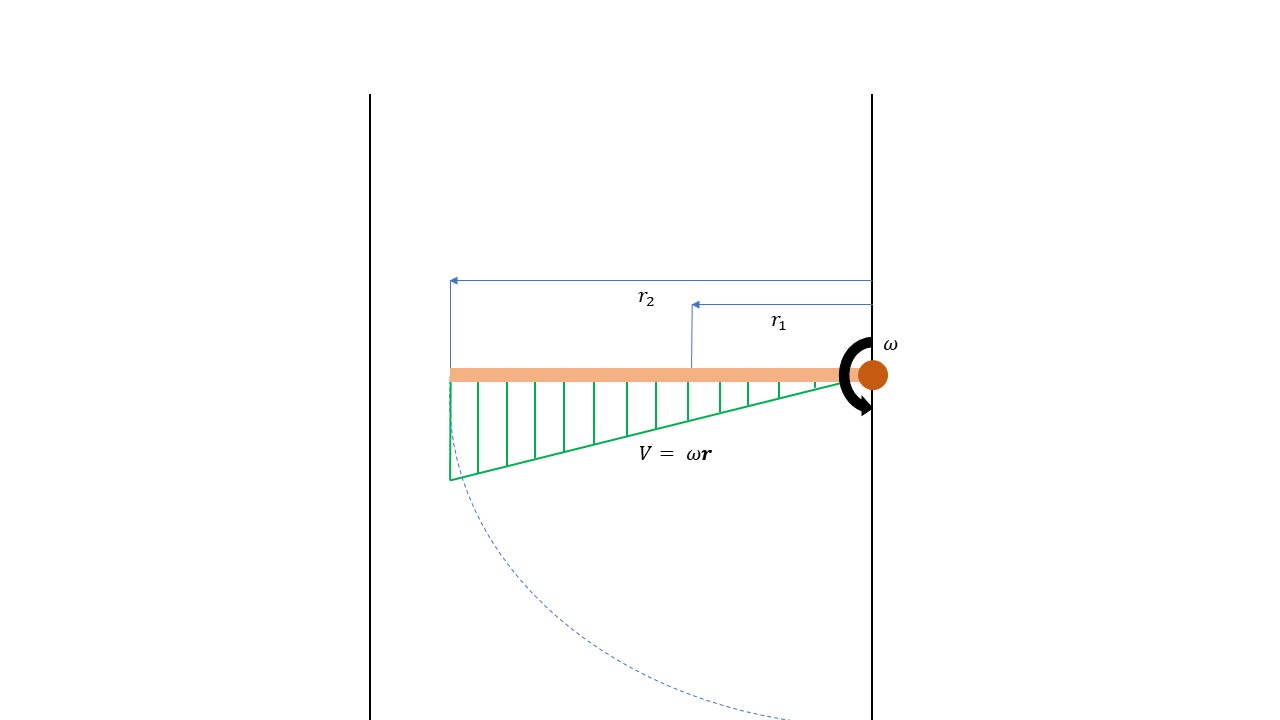 r₂
r₁
ω
V = ωr